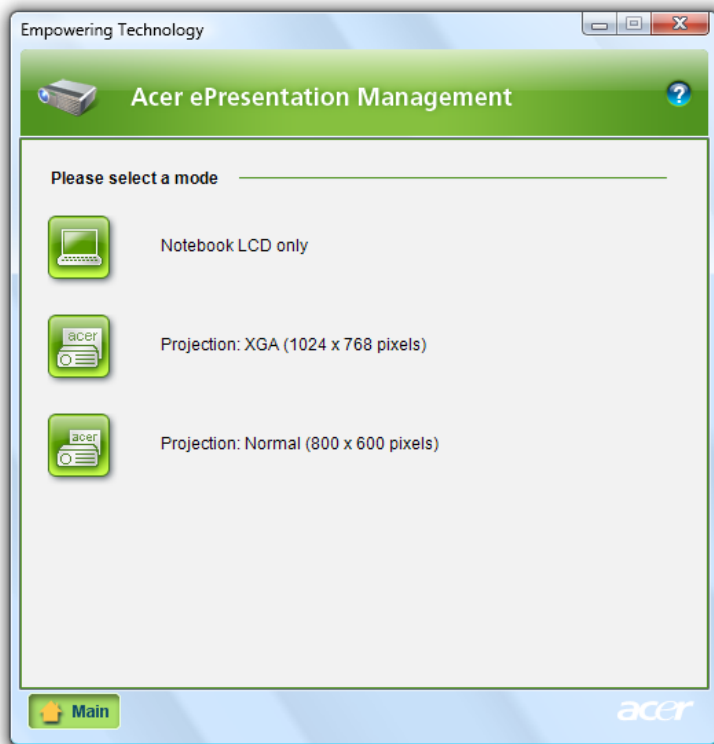 Empowering Technology
Acer ePresentation Management
?
Please select a mode
Notebook LCD only
acer
Projection: XGA (1024 x 768 pixels)
acer
Projection: Normal (800 x 600 pixels)
Main
acer